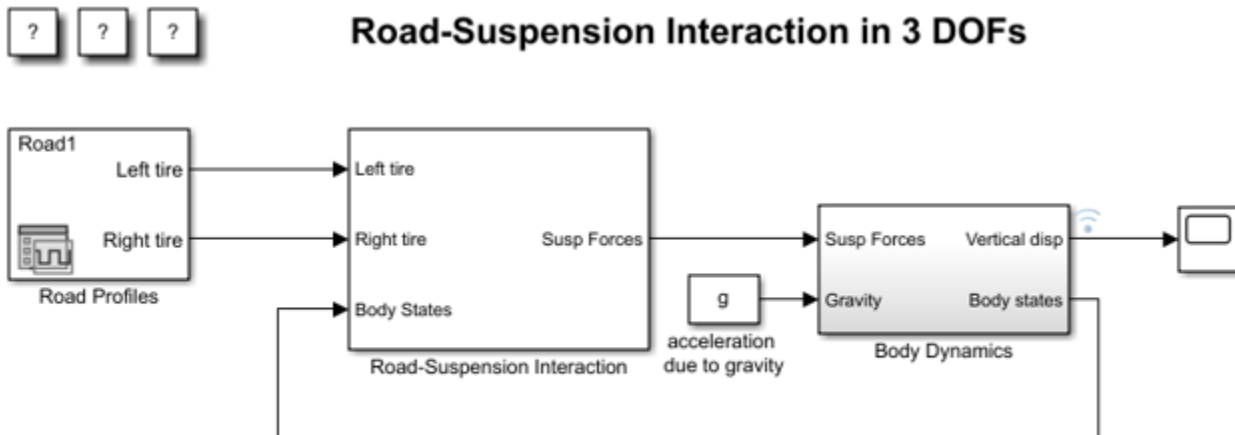 ? ? ?
Road-Suspension Interaction in 3 DOFs
Road1
Left tire
Right tire
Road Profiles
Left tire
Right tire
Susp Forces
Body States
Road-Suspension Interaction
g
acceleration
due to gravity
Susp Forces
Vertical disp
Gravity
Body states
Body Dynamics